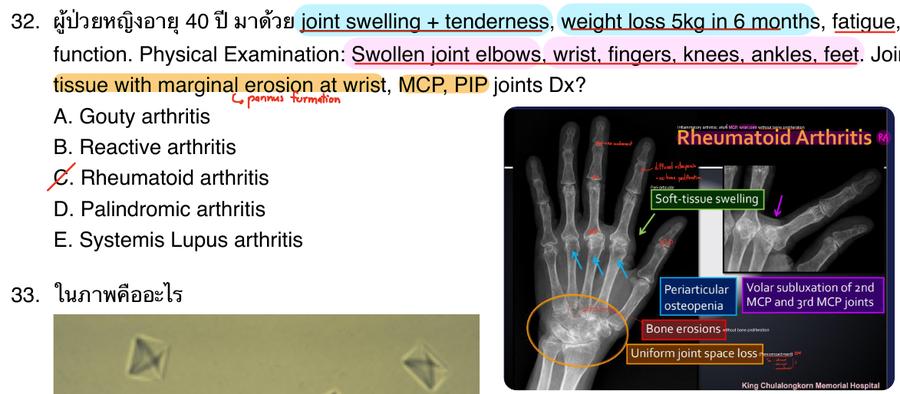 32. ผู้ป่วยหญิงอายุ 40 ปี มาด้วย joint swelling + tenderness, weight loss 5kg in 6 months, fatigue,
function. Physical Examination: Swollen joint elbows, wrist, fingers, knees, ankles, feet. Join
tissue with marginal erosion at wrist, MCP, PIP joints Dx?
↳ pannus formation
A. Gouty arthritis
B. Reactive arthritis
C. Rheumatoid arthritis
D. Palindromic arthritis
E. Systemis Lupus arthritis
33. ในภาพคืออะไร
Rheumatoid Arthritis
Soft-tissue swelling
Periarticular
osteopenia
Volar subluxation of 2nd
MCP and 3rd MCP joints
Bone erosions
without bone proliferation
Uniform joint space loss
King Chulalongkorn Memorial Hospital